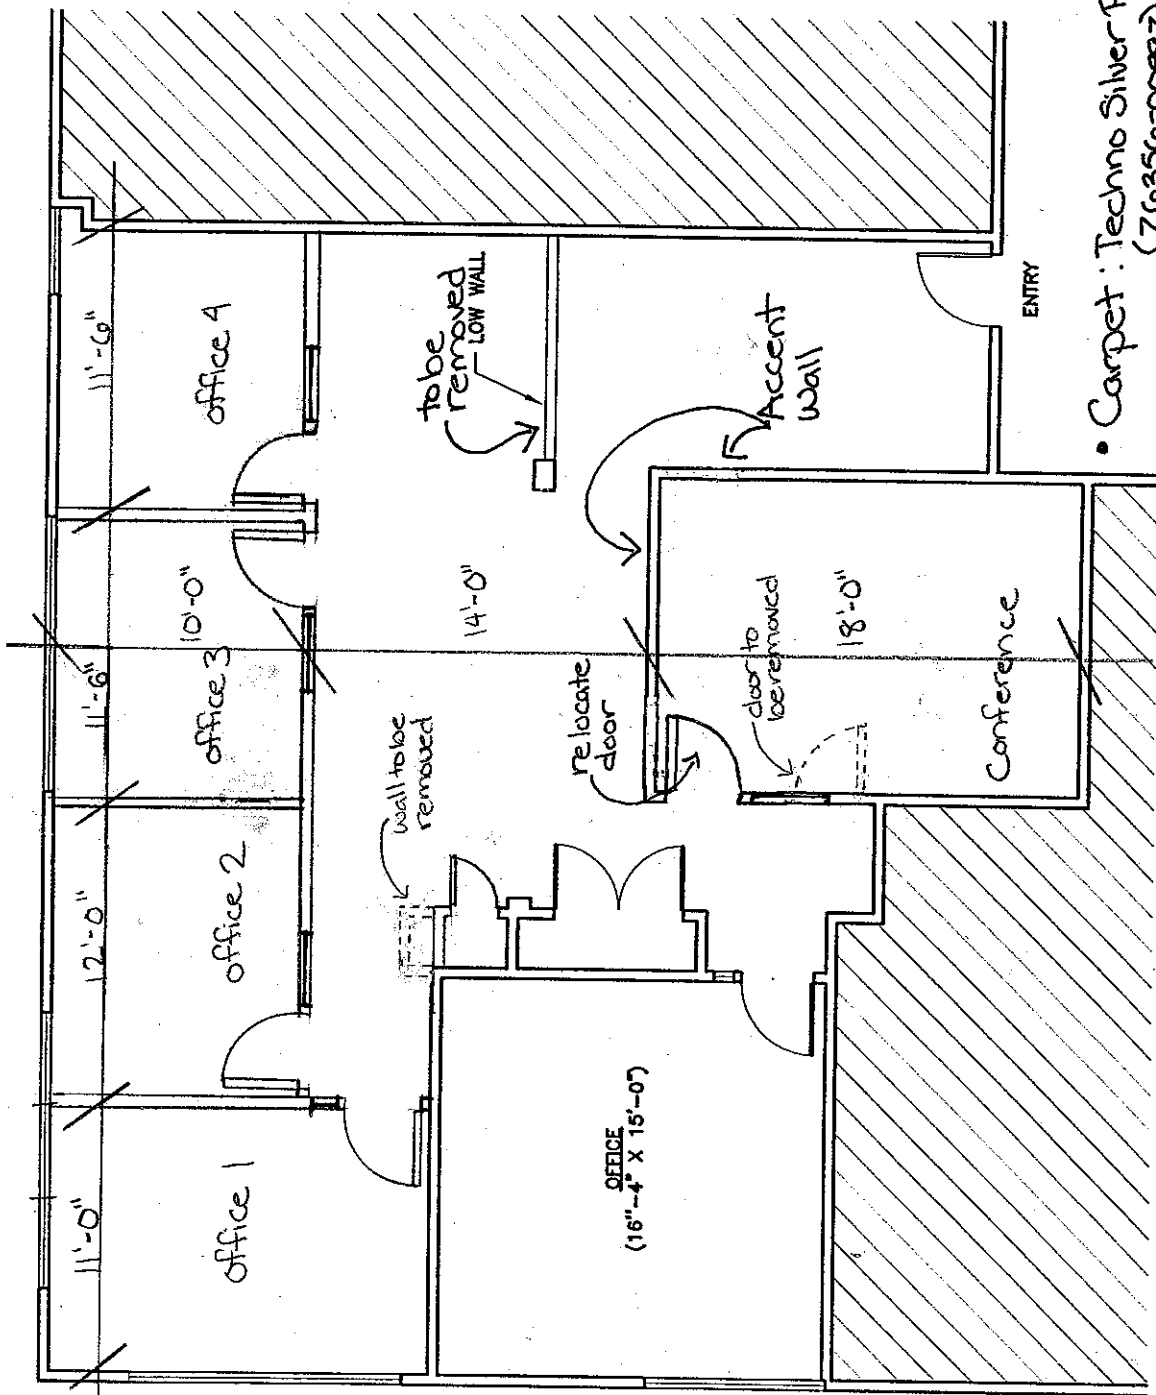 11'-0"
12'-0"
11'-6"
11'-6"
office 1
office 2
office 3
10'-0"
office 4
wall to be
removed
14'-0"
to be
removed
LOW WALL
relocate
door
Accent
Wall
door to
be removed
18'-0"
Conference
OFFICE
(16"-4" X 15'-0")
ENTRY
• Carpet: Techno Silver